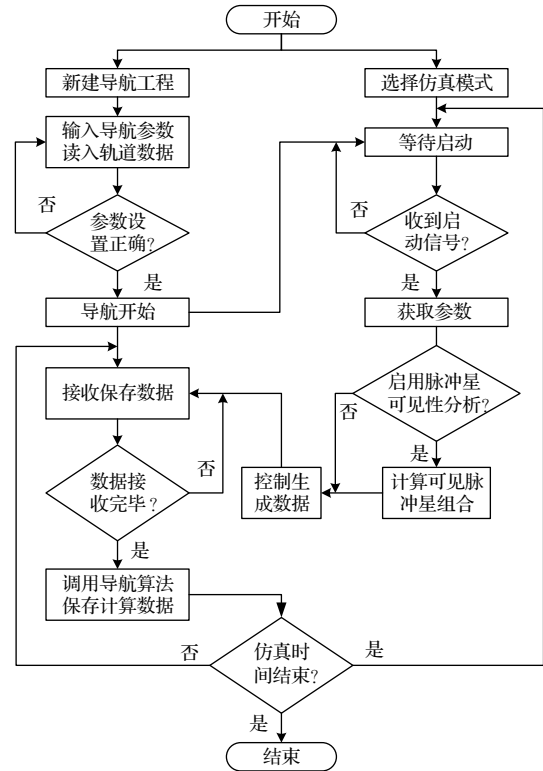 开始
新建导航工程
选择仿真模式
输入导航参数
读入轨道数据
等待启动
否
参数设
置正确?
是
否
收到启
动信号?
是
导航开始
获取参数
接收保存数据
启用脉冲星
可见性分析?
否
是
数据接
收完毕?
否
是
控制生
成数据
计算可见脉
冲星组合
调用导航算法
保存计算数据
否
仿真时
间结束?
是
是
结束